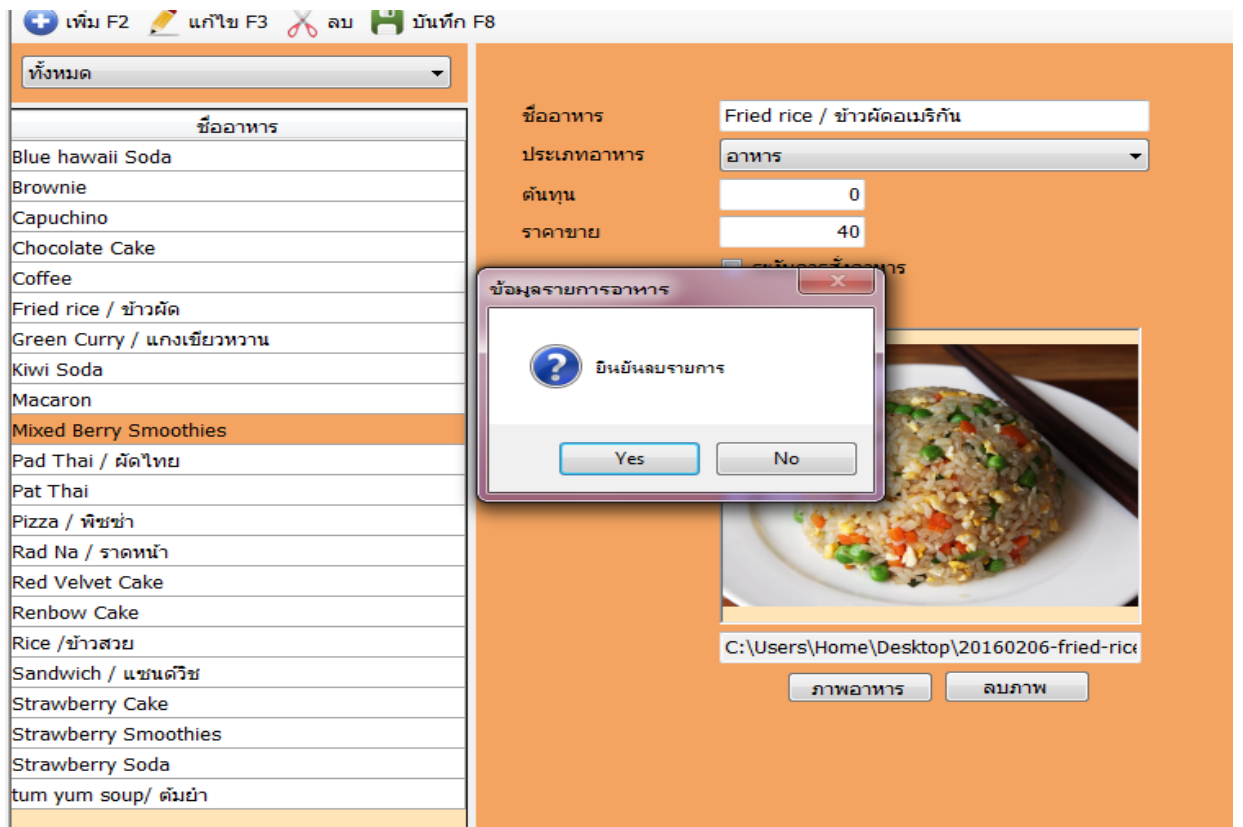 เพิ่ม F2 แก้ไข F3 ลบ บันทึก F8
ทั้งหมด
ชื่ออาหาร
Blue hawaii Soda
Brownie
Capuchino
Chocolate Cake
Coffee
Fried rice / ข้าวผัด
Green Curry / แกงเขียวหวาน
Kiwi Soda
Macaron
Mixed Berry Smoothies
Pad Thai / ผัดไทย
Pat Thai
Pizza / พิซซ่า
Rad Na / ราดหน้า
Red Velvet Cake
Renbow Cake
Rice /ข้าวสวย
Sandwich / แซนด์วิช
Strawberry Cake
Strawberry Smoothies
Strawberry Soda
tum yum soup/ ต้มยำ
ชื่ออาหาร Fried rice / ข้าวผัดอเมริกัน
ประเภทอาหาร อาหาร
ต้นทุน 0
ราคาขาย 40
ข้อมูลรายการอาหาร
ยืนยันลบรายการ
Yes No
C:\Users\Home\Desktop\20160206-fried-rice
ภาพอาหาร ลบภาพ